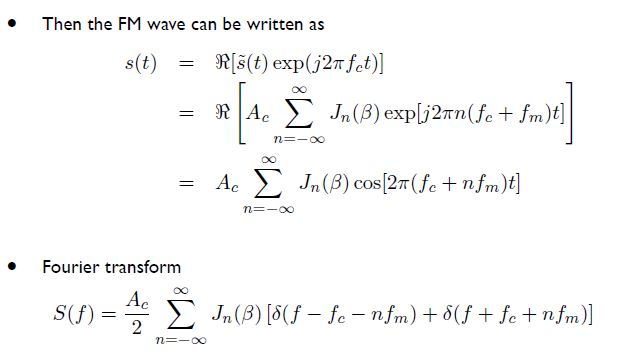 • Then the FM wave can be written as
s(t) = ℜ[s̃(t) exp(j2πf_c t)]
= ℜ [A_c ∑_{n=−∞}^{∞} J_n(β) exp[j2πn(f_c + f_m)t]]
= A_c ∑_{n=−∞}^{∞} J_n(β) cos[2π(f_c + nf_m)t]
• Fourier transform
S(f) = A_c/2 ∑_{n=−∞}^{∞} J_n(β) [δ(f − f_c − nf_m) + δ(f + f_c + nf_m)]